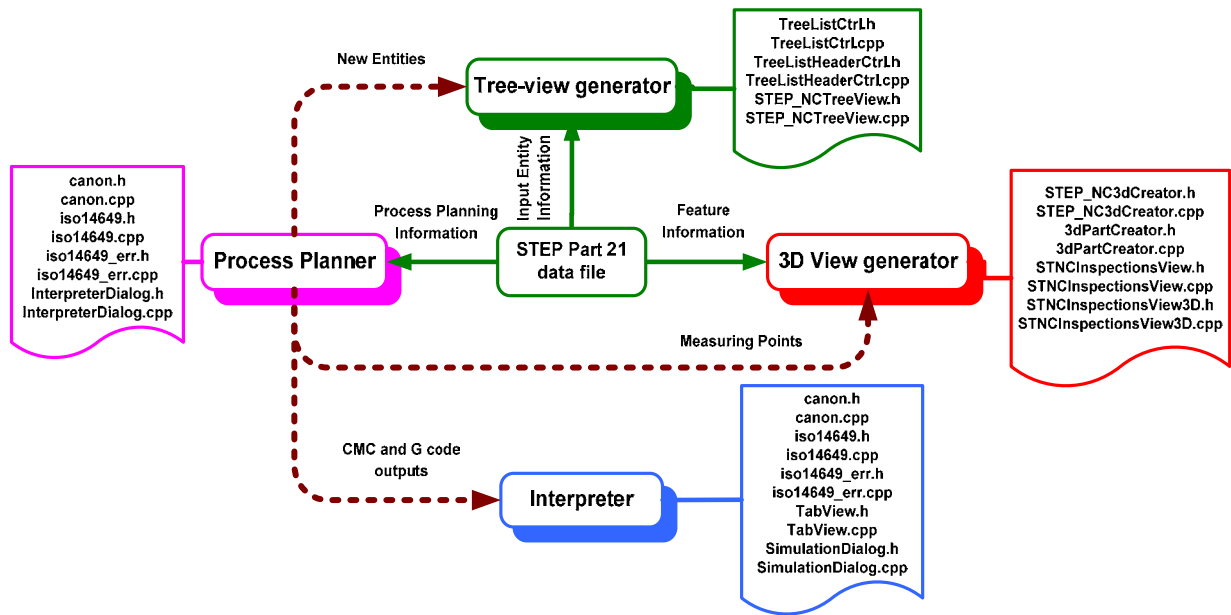 TreeListCtrl.h
TreeListCtrl.cpp
TreeListHeaderCtrl.h
TreeListHeaderCtrl.cpp
STEP_NCTreeView.h
STEP_NCTreeView.cpp
New Entities
Tree-view generator
Input Entity
Information
canon.h
canon.cpp
iso14649.h
iso14649.cpp
iso14649_err.h
iso14649_err.cpp
InterpreterDialog.h
InterpreterDialog.cpp
Process Planner
Process Planning
Information
STEP Part 21
data file
Feature
Information
3D View generator
STEP_NC3dCreator.h
STEP_NC3dCreator.cpp
3dPartCreator.h
3dPartCreator.cpp
STNCInspectionsView.h
STNCInspectionsView.cpp
STNCInspectionsView3D.h
STNCInspectionsView3D.cpp
Measuring Points
CMC and G code
outputs
Interpreter
canon.h
canon.cpp
iso14649.h
iso14649.cpp
iso14649_err.h
iso14649_err.cpp
TabView.h
TabView.cpp
SimulationDialog.h
SimulationDialog.cpp